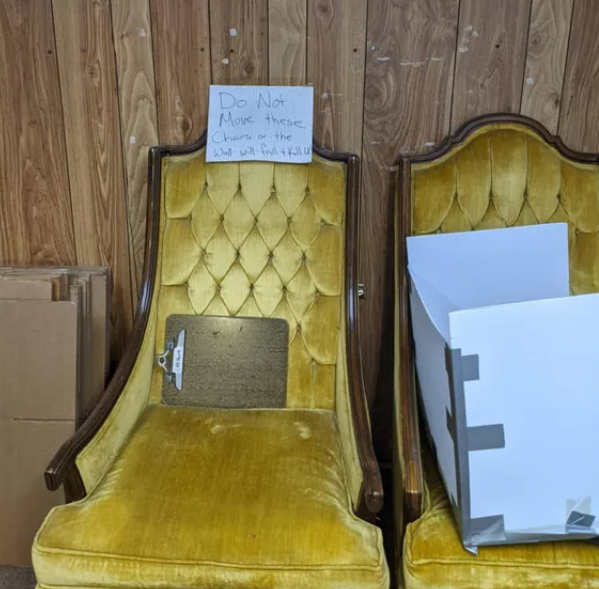 Do Not
Move these
Chairs or the
Wall will fall + Kill U